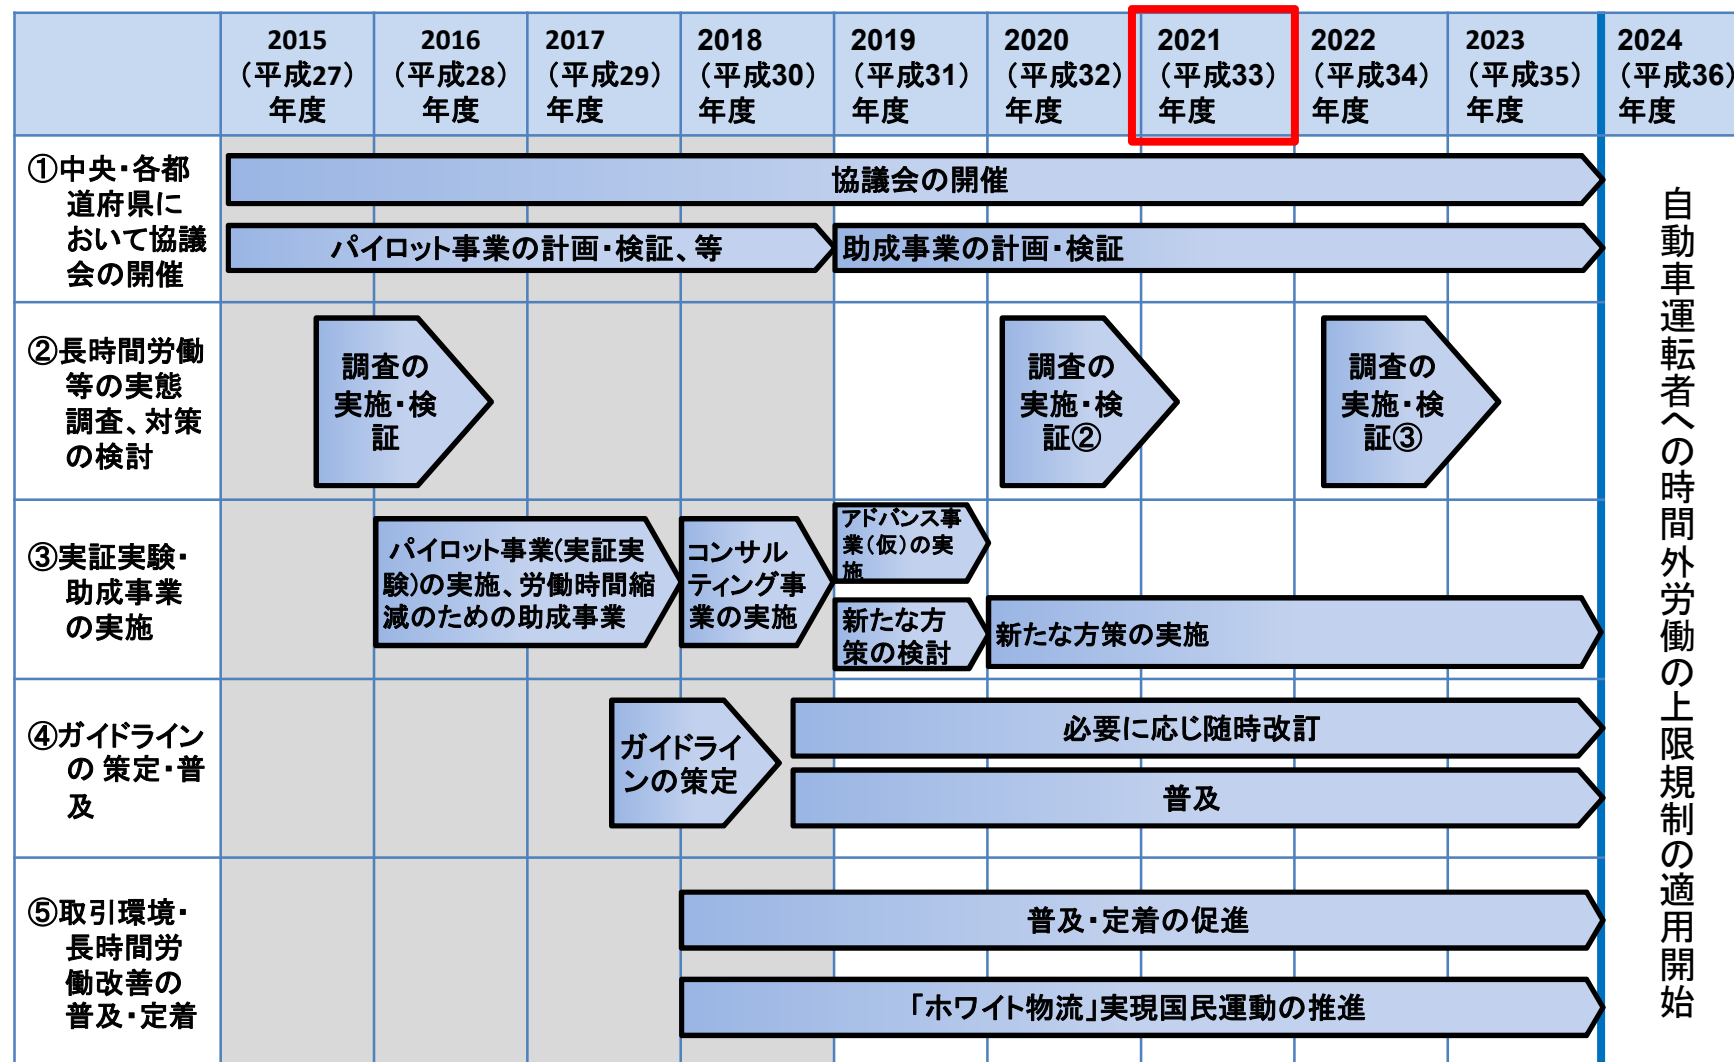 2015
(平成27)
年度
2016
(平成28)
年度
2017
(平成29)
年度
2018
(平成30)
年度
2019
(平成31)
年度
2020
(平成32)
年度
2021
(平成33)
年度
2022
(平成34)
年度
2023
(平成35)
年度
2024
(平成36)
年度
①中央・各都
道府県に
おいて協議
会の開催
協議会の開催
パイロット事業の計画・検証、等
助成事業の計画・検証
②長時間労働
等の実態
調査、対策
の検討
調査の
実施・検
証
調査の
実施・検
証②
調査の
実施・検
証③
③実証実験・
助成事業
の実施
パイロット事業(実証実
験)の実施、労働時間縮
減のための助成事業
コンサル
ティング事
業の実施
アドバンス事
業(仮)の実
施
新たな方
策の検討
新たな方策の実施
④ガイドライン
の 策定・普
及
ガイドライ
ンの策定
必要に応じ随時改訂
普及
⑤取引環境・
長時間労
働改善の
普及・定着
普及・定着の促進
「ホワイト物流」実現国民運動の推進
自動車運転者への時間外労働の上限規制の適用開始